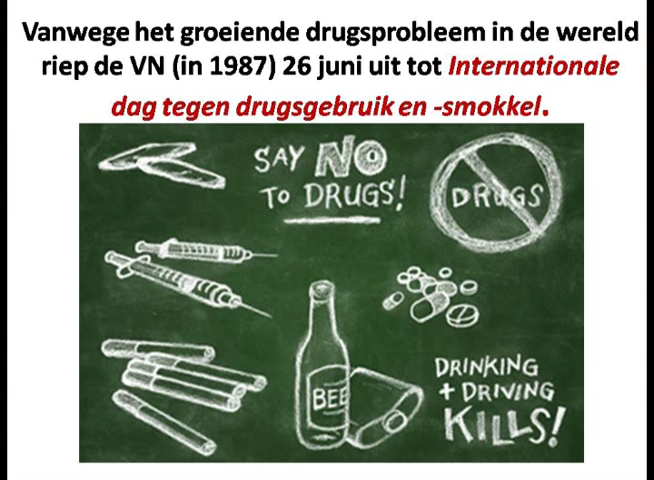 Vanwege het groeiende drugsprobleem in de wereld
riep de VN (in 1987) 26 juni uit tot Internationale
dag tegen drugsgebruik en -smokkel.
SAY NO
TO DRUGS!
DRUGS
BEE
DRINKING
+ DRIVING
KILLS!